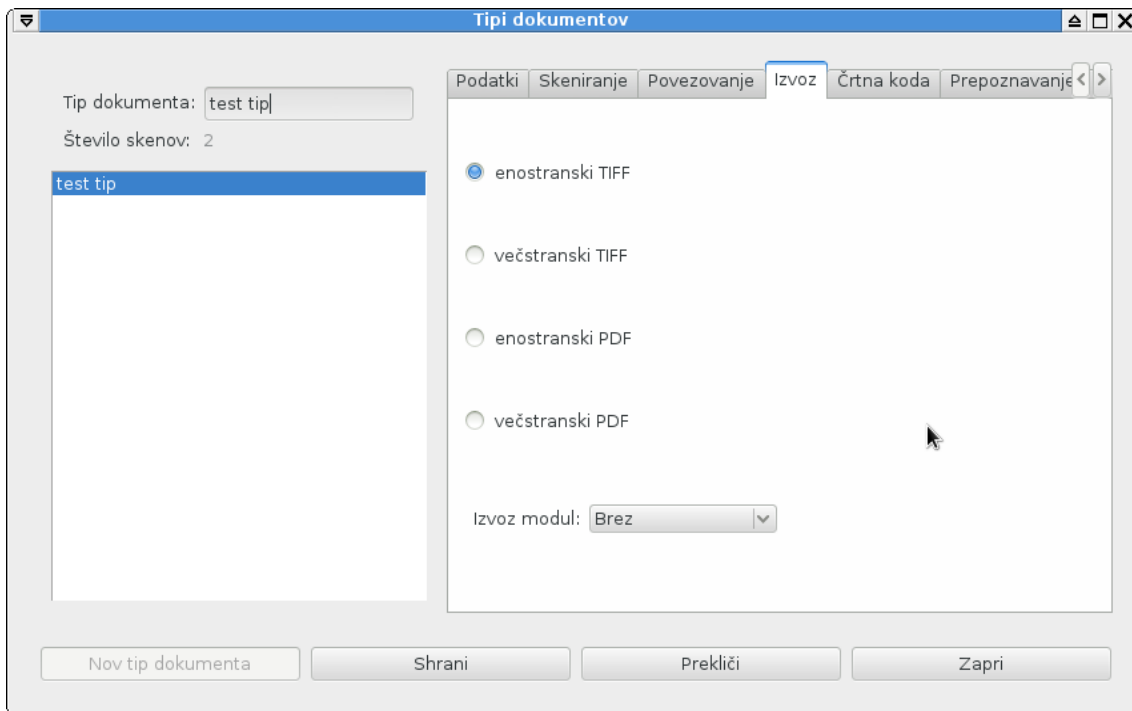 Tipi dokumentov
Tip dokumenta: test tip
Število skenov: 2
test tip
Podatki Skeniranje Povezovanje Izvoz Črtna koda Prepoznavanje
enostranski TIFF
večstranski TIFF
enostranski PDF
večstranski PDF
Izvoz modul: Brez
Nov tip dokumenta Shrani Prekliči Zapri